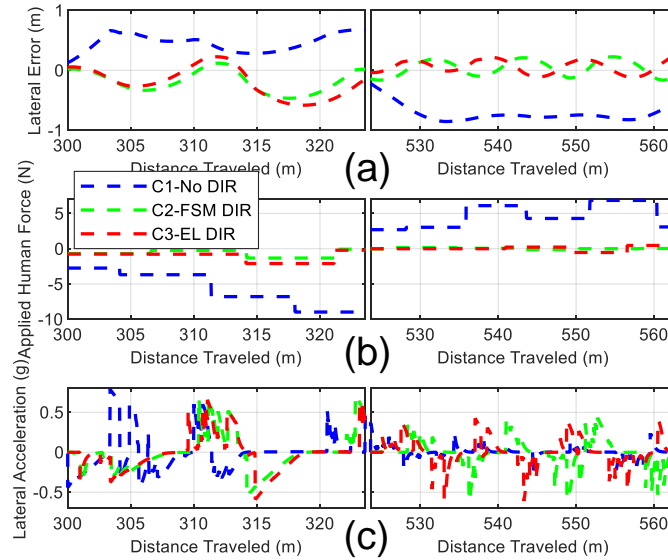 Lateral Error (m)
1
0
-1
300 305 310 315 320
530 540 550 560
Distance Traveled (m)
Distance Traveled (m)
(a)
Applied Human Force (N)
C1-No DIR
C2-FSM DIR
C3-EL DIR
5
0
-5
-10
300 305 310 315 320
530 540 550 560
Distance Traveled (m)
Distance Traveled (m)
(b)
Lateral Acceleration (g)
0.5
0
-0.5
300 305 310 315 320
530 540 550 560
Distance Traveled (m)
Distance Traveled (m)
(c)